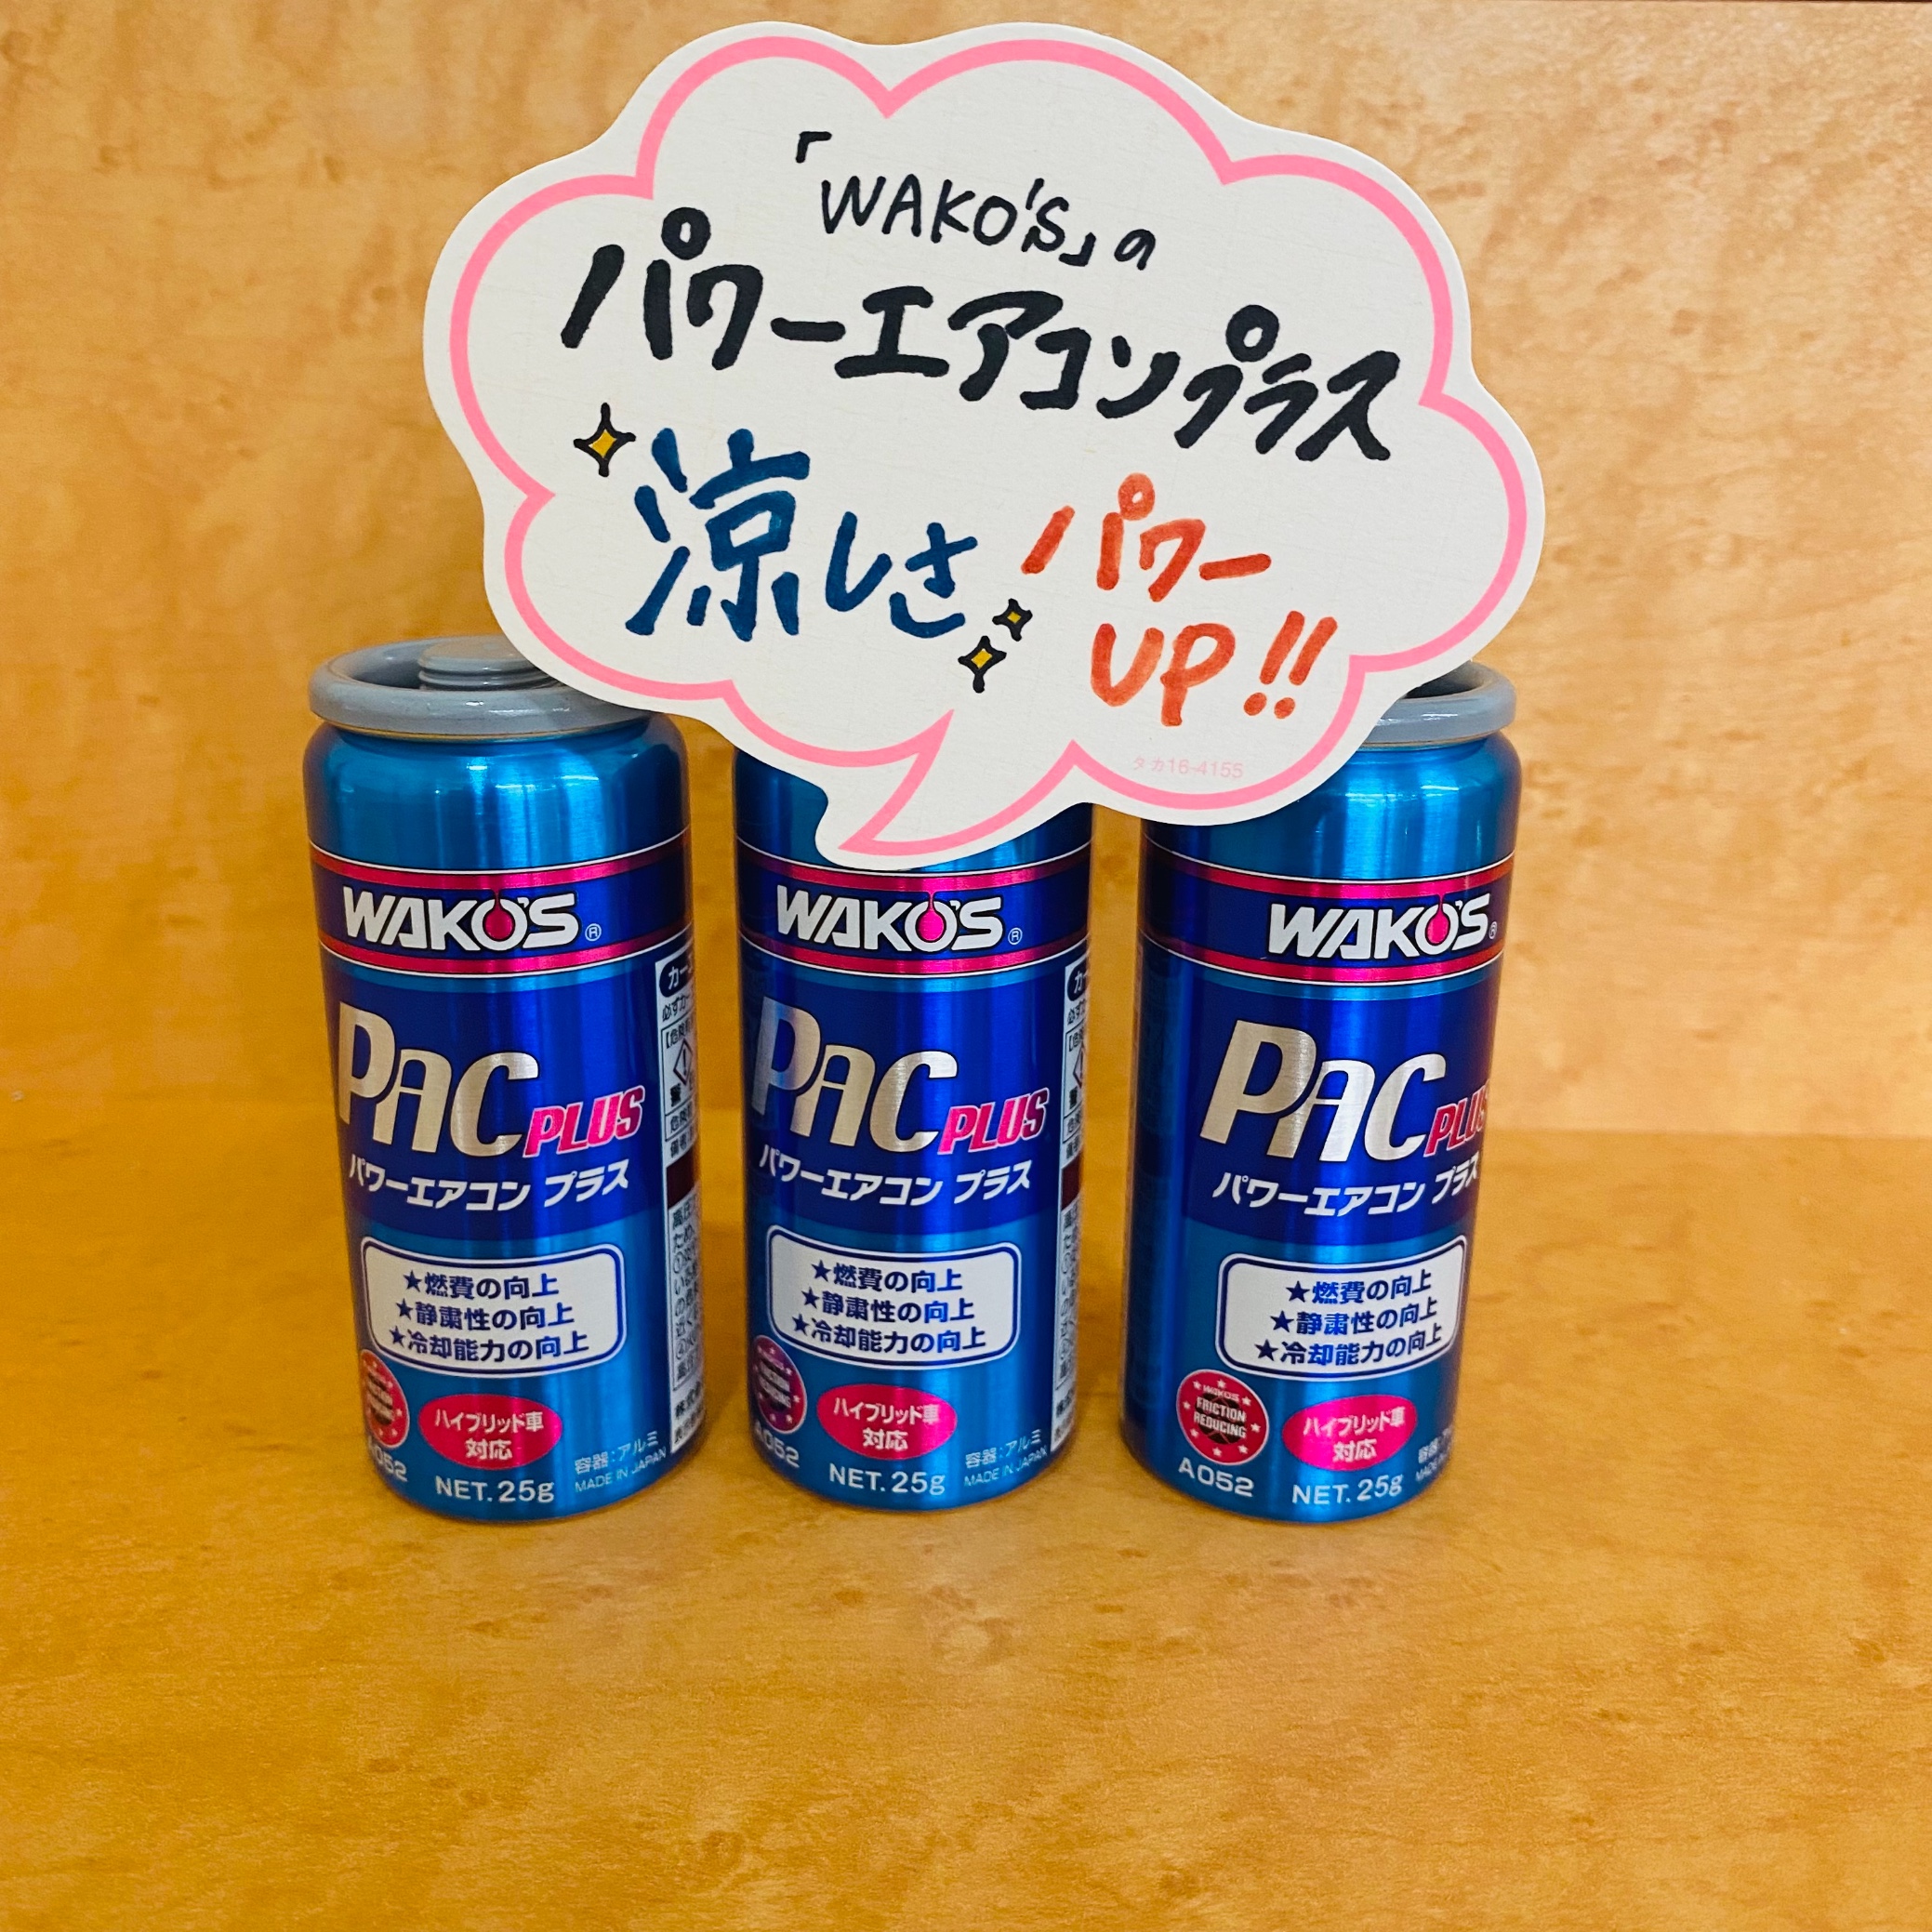 「WAKO'S」の
パワーエアコンプラス
涼しさ パワー
UP!!
タカ16-4155
WAKO'S®
PAC PLUS
パワーエアコン プラス
★燃費の向上
★静粛性の向上
★冷却能力の向上
ハイブリッド車
対応
A052
NET.25g
容器:アルミ
MADE IN JAPAN
WAKO'S®
PAC PLUS
パワーエアコン プラス
★燃費の向上
★静粛性の向上
★冷却能力の向上
ハイブリッド車
対応
A052
NET.25g
容器:アルミ
MADE IN JAPAN
WAKO'S®
PAC PLUS
パワーエアコン プラス
★燃費の向上
★静粛性の向上
★冷却能力の向上
WAKO'S
FRICTION
REDUCING
ハイブリッド車
対応
A052
NET.25g
容器: